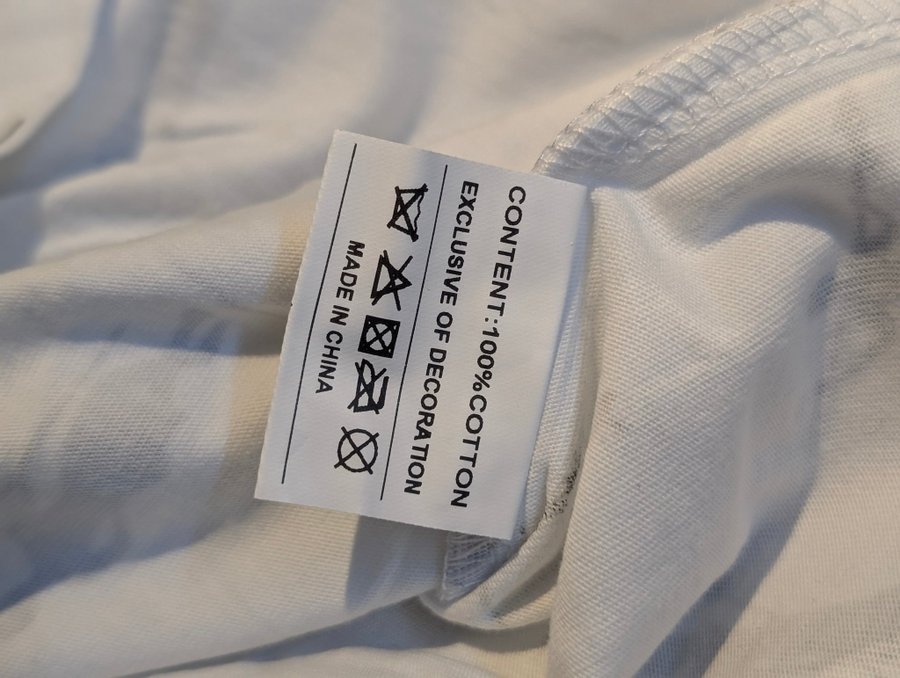 CONTENT:100%COTTON
EXCLUSIVE OF DECORATION
MADE IN CHINA